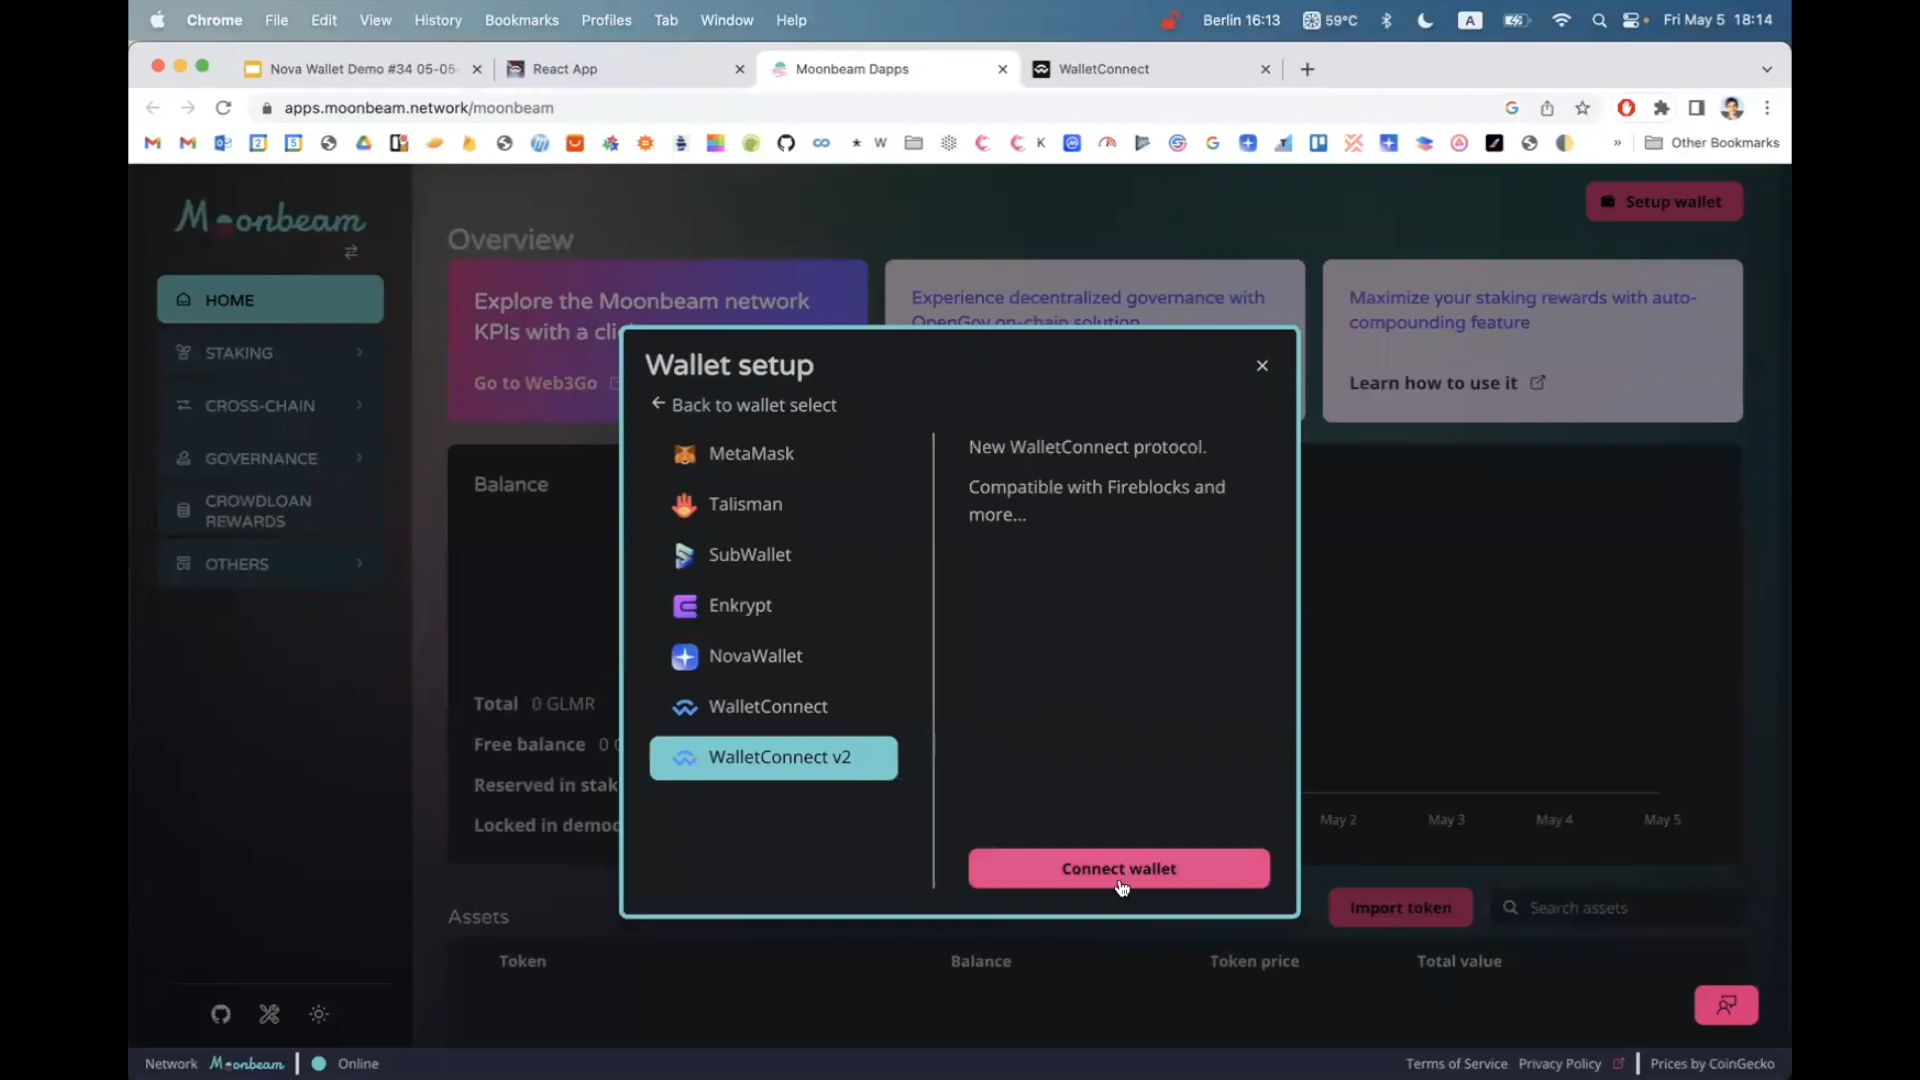 Chrome File Edit View History Bookmarks Profiles Tab Window Help Berlin 16:13 59°C A Fri May 5 18:14
Nova Wallet Demo #34 05-05- React App Moonbeam Dapps WalletConnect
apps.moonbeam.network/moonbeam
Other Bookmarks
Moonbeam
Setup wallet
HOME
STAKING
CROSS-CHAIN
GOVERNANCE
CROWDLOAN
REWARDS
OTHERS
Overview
Explore the Moonbeam network
KPIs with a cli
Go to Web3Go
Experience decentralized governance with
OpenGov on-chain solution
Maximize your staking rewards with auto-
compounding feature
Learn how to use it
Balance
Total 0 GLMR
Free balance 0
Reserved in stak
Locked in democ
Wallet setup
Back to wallet select
MetaMask
Talisman
SubWallet
Enkrypt
NovaWallet
WalletConnect
WalletConnect v2
New WalletConnect protocol.
Compatible with Fireblocks and
more...
Connect wallet
May 2 May 3 May 4 May 5
Assets
Import token
Search assets
Token Balance Token price Total value
Network Moonbeam Online
Terms of Service Privacy Policy Prices by CoinGecko